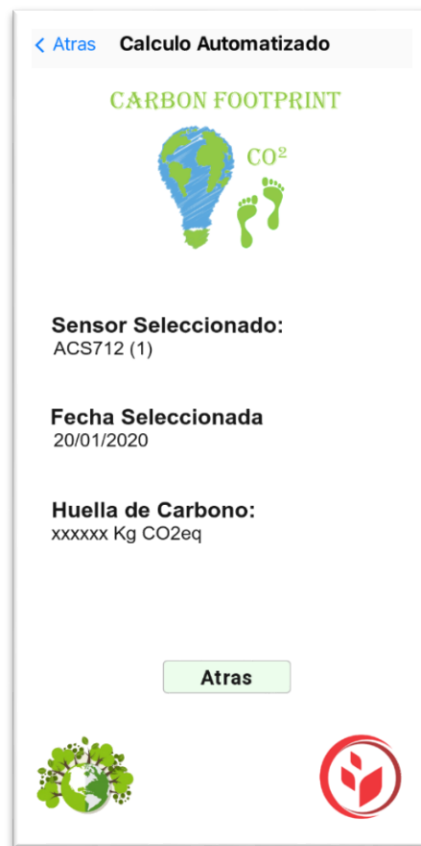 Atras Calculo Automatizado
CARBON FOOTPRINT
CO²
Sensor Seleccionado:
ACS712 (1)
Fecha Seleccionada
20/01/2020
Huella de Carbono:
xxxxxx Kg CO2eq
Atras